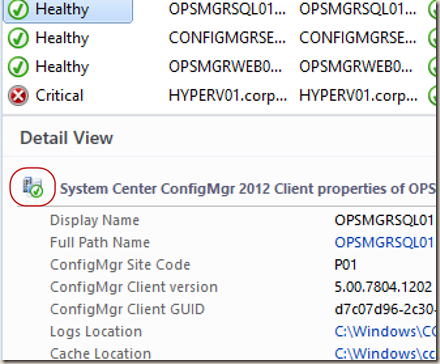 Healthy OPSMGRSQL01... OPSMGRSQL01...
Healthy CONFIGMGRSE... CONFIGMGRSE...
Healthy OPSMGRWEB0... OPSMGRWEB0...
Critical HYPERV01.corp... HYPERV01.corp...
Detail View
System Center ConfigMgr 2012 Client properties of OPS
Display Name OPSMGRSQL01
Full Path Name OPSMGRSQL01
ConfigMgr Site Code P01
ConfigMgr Client version 5.00.7804.1202
ConfigMgr Client GUID d7c07d96-2c30-
Logs Location C:\Windows\CC
Cache Location C:\Windows\cc